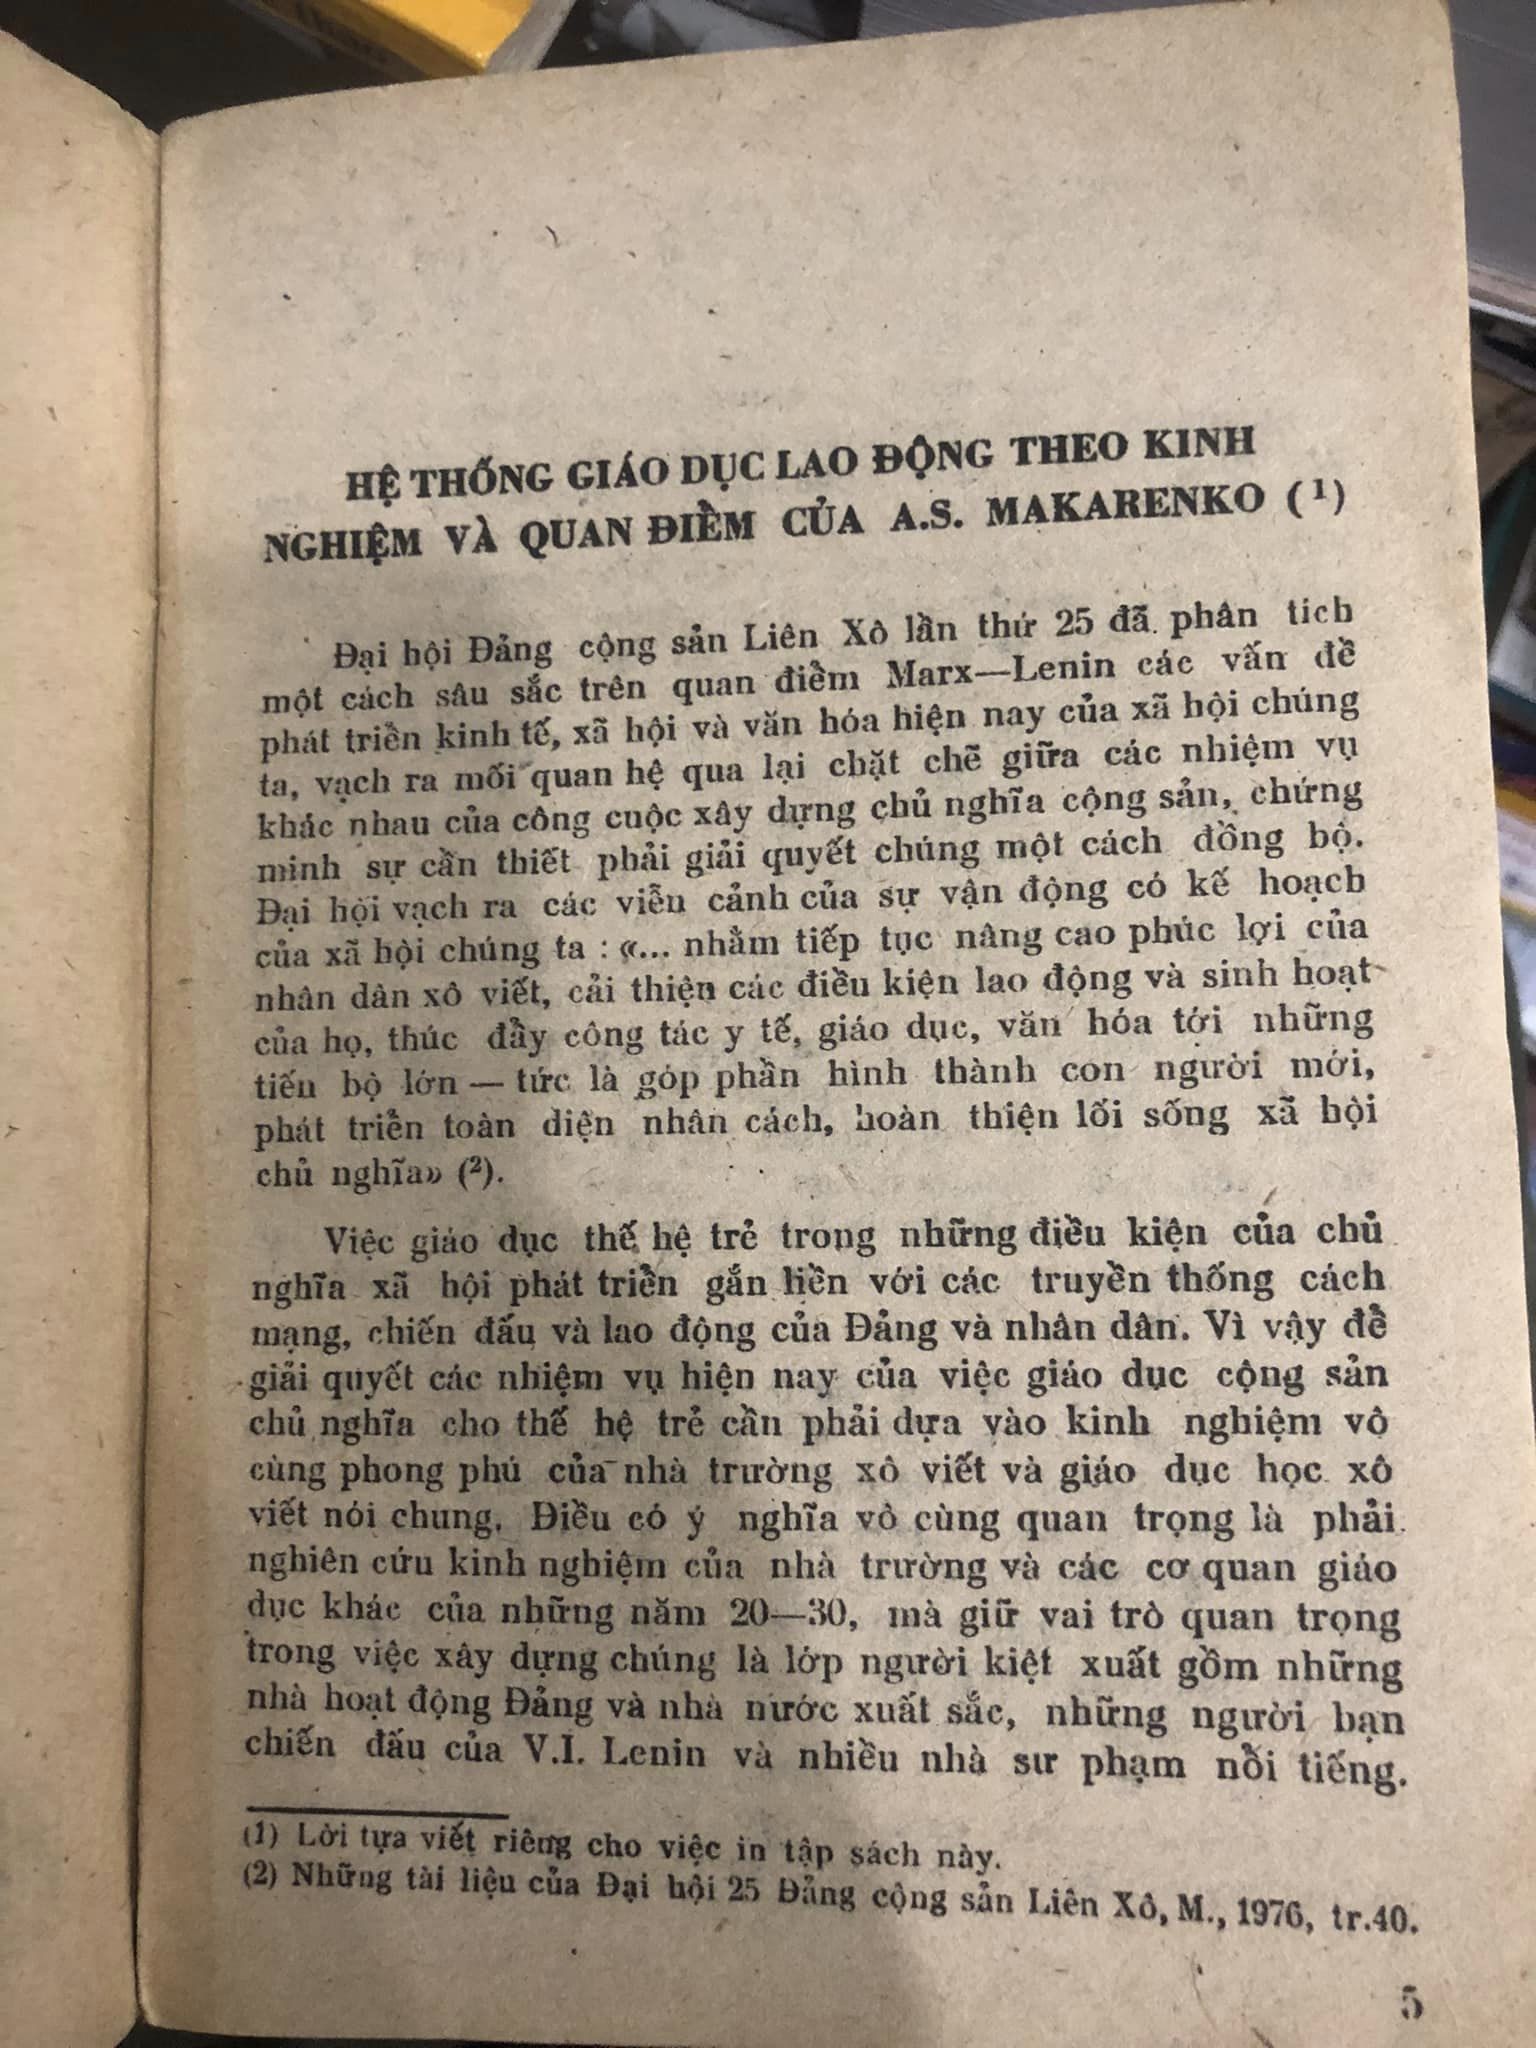 HỆ THỐNG GIÁO DỤC LAO ĐỘNG THEO KINH
NGHIỆM VÀ QUAN ĐIỂM CỦA A.S. MAKARENKO (¹)
Đại hội Đảng cộng sản Liên Xô lần thứ 25 đã phân tích
một cách sâu sắc trên quan điểm Marx—Lenin các vấn đề
phát triển kinh tế, xã hội và văn hóa hiện nay của xã hội chúng
ta, vạch ra mối quan hệ qua lại chặt chẽ giữa các nhiệm vụ
khác nhau của công cuộc xây dựng chủ nghĩa cộng sản, chứng
minh sự cần thiết phải giải quyết chúng một cách đồng bộ.
Đại hội vạch ra các viễn cảnh của sự vận động có kế hoạch
của xã hội chúng ta : «... nhằm tiếp tục nâng cao phúc lợi của
nhân dân xô viết, cải thiện các điều kiện lao động và sinh hoạt
của họ, thúc đẩy công tác y tế, giáo dục, văn hóa tới những
tiến bộ lớn — tức là góp phần hình thành con người mới,
phát triển toàn diện nhân cách, hoàn thiện lối sống xã hội
chủ nghĩa» (²).
Việc giáo dục thế hệ trẻ trong những điều kiện của chủ
nghĩa xã hội phát triển gắn liền với các truyền thống cách
mạng, chiến đấu và lao động của Đảng và nhân dân. Vì vậy để
giải quyết các nhiệm vụ hiện nay của việc giáo dục cộng sản
chủ nghĩa cho thế hệ trẻ cần phải dựa vào kinh nghiệm vô
cùng phong phú của nhà trường xô viết và giáo dục học xô
viết nói chung. Điều có ý nghĩa vô cùng quan trọng là phải
nghiên cứu kinh nghiệm của nhà trường và các cơ quan giáo
dục khác của những năm 20—30, mà giữ vai trò quan trọng
trong việc xây dựng chúng là lớp người kiệt xuất gồm những
nhà hoạt động Đảng và nhà nước xuất sắc, những người bạn
chiến đấu của V.I. Lenin và nhiều nhà sư phạm nổi tiếng.
(1) Lời tựa viết riêng cho việc in tập sách này.
(2) Những tài liệu của Đại hội 25 Đảng cộng sản Liên Xô, M., 1976, tr.40.
5